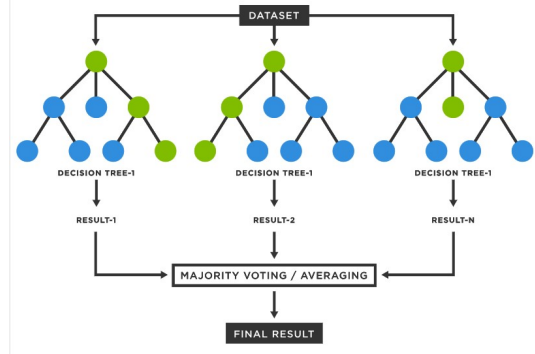 DATASET
DECISION TREE-1
DECISION TREE-1
DECISION TREE-1
RESULT-1
RESULT-2
RESULT-N
MAJORITY VOTING / AVERAGING
FINAL RESULT